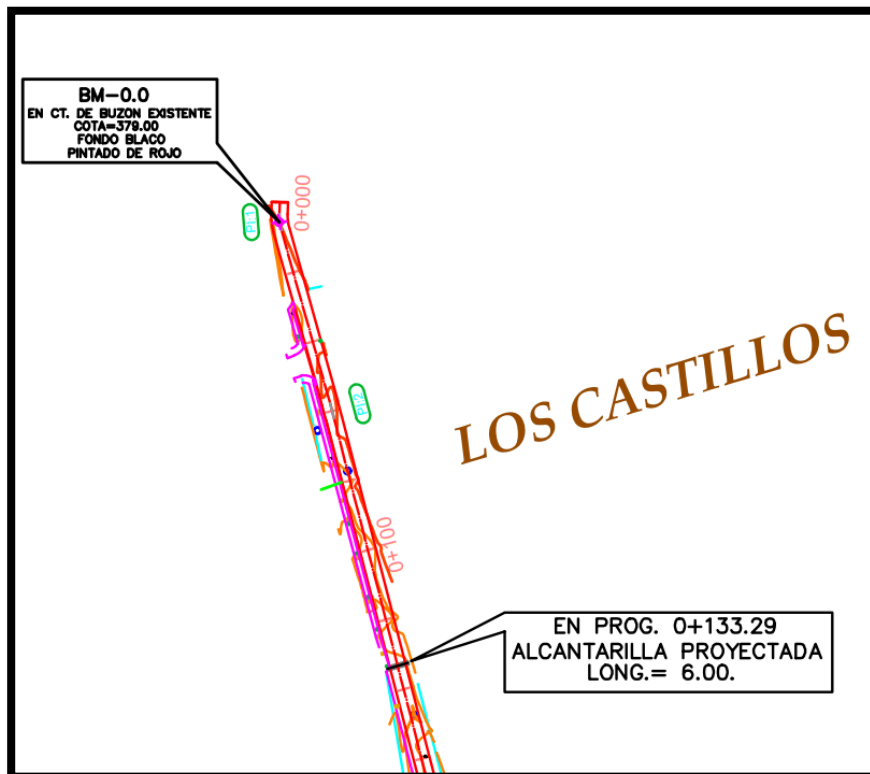 BM-0.0
EN CT. DE BUZON EXISTENTE
COTA=379.00
FONDO BLACO
PINTADO DE ROJO
PI:1
0+000
PI:2
LOS CASTILLOS
0+100
EN PROG. 0+133.29
ALCANTARILLA PROYECTADA
LONG.= 6.00.